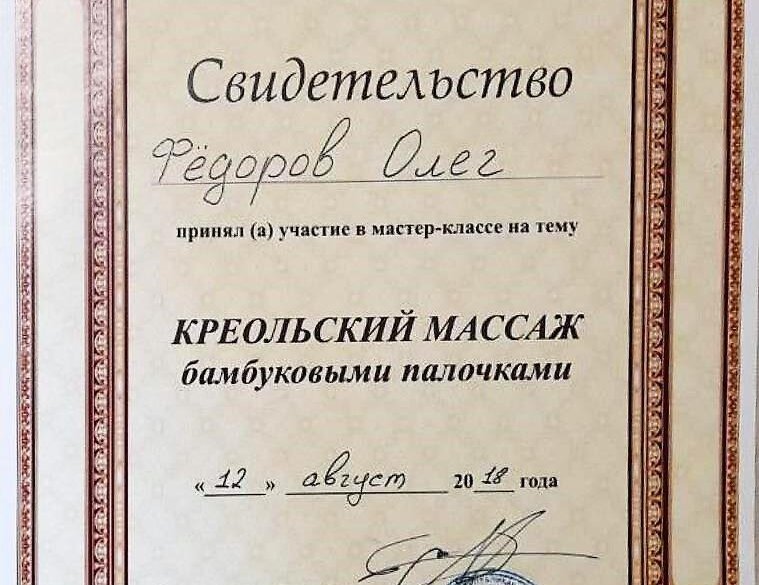 Свидетельство
Фёдоров Олег
принял (а) участие в мастер-классе на тему
КРЕОЛЬСКИЙ МАССАЖ
бамбуковыми палочками
« 12 » август 2018 года